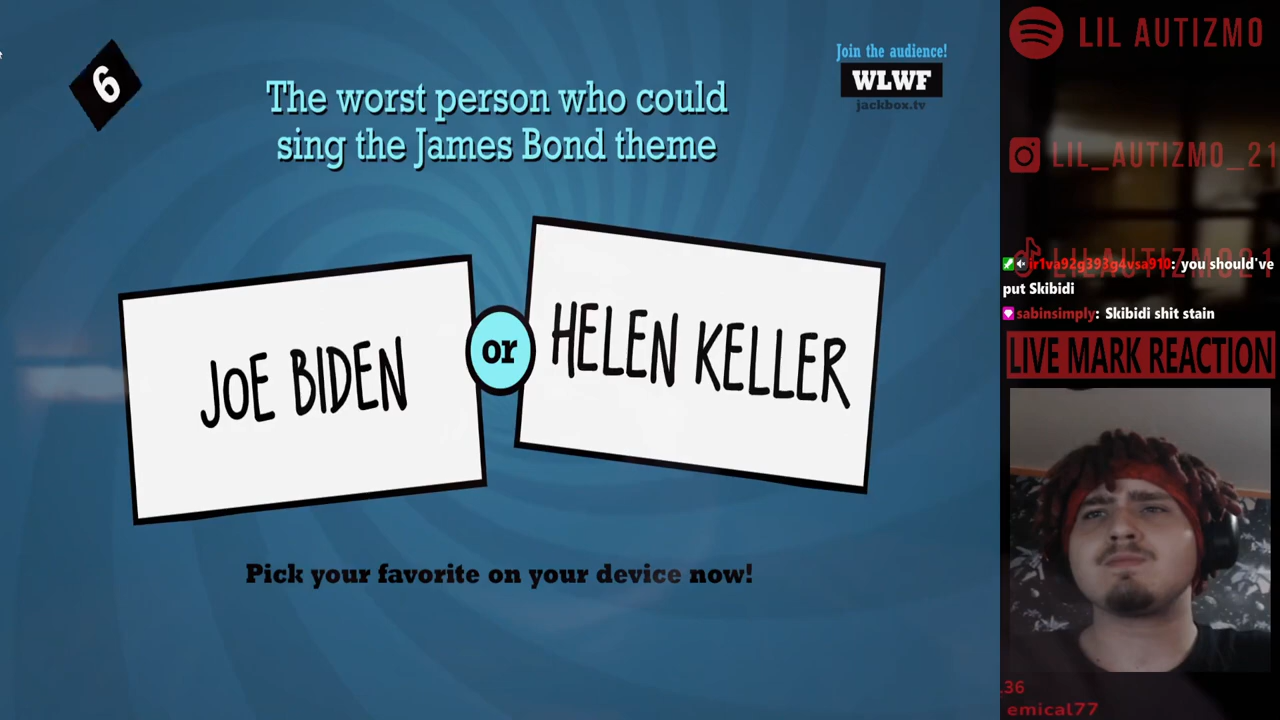 6
Join the audience!
WLWF
jackbox.tv
The worst person who could
sing the James Bond theme
JOE BIDEN
or
HELEN KELLER
Pick your favorite on your device now!
LIL AUTIZMO
LIL_AUTIZMO_21
LILAUTIZMO21
ir1va92g393g4vsa910: you should've
put Skibidi
sabinsimply: Skibidi shit stain
LIVE MARK REACTION
36
emical77